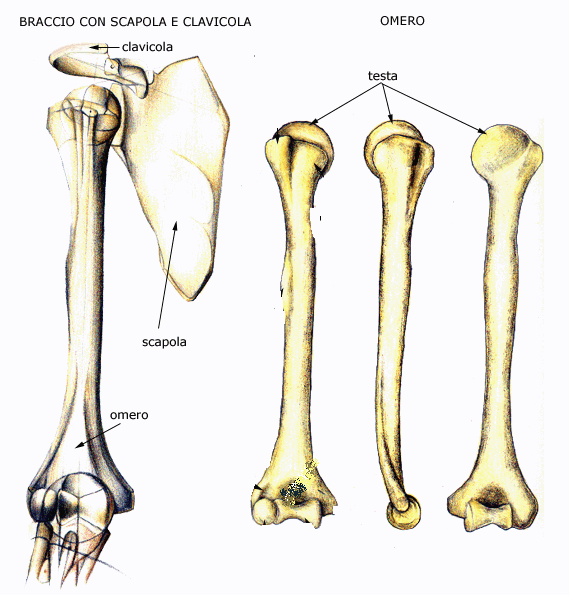 BRACCIO CON SCAPOLA E CLAVICOLA
OMERO
clavicola
testa
scapola
omero